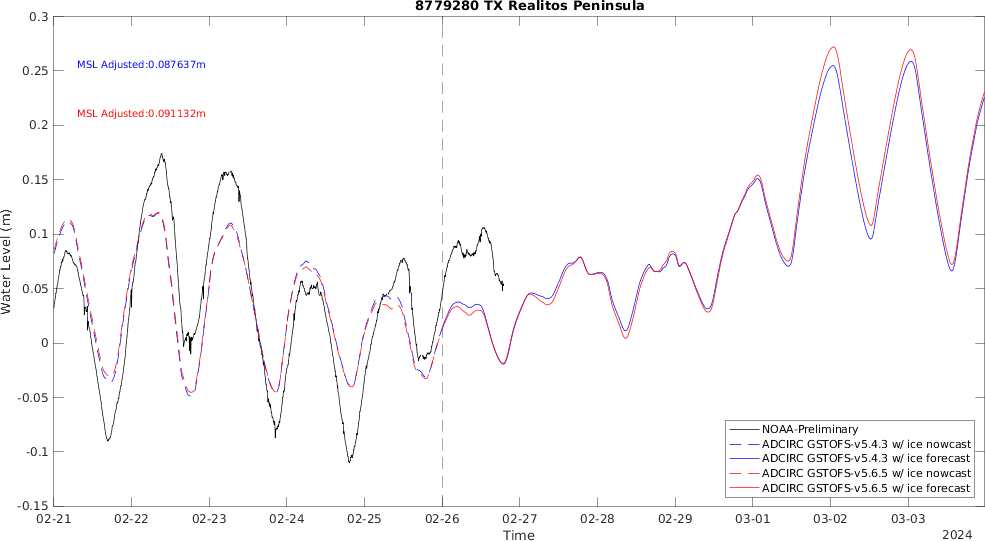 8779280 TX Realitos Peninsula
MSL Adjusted:0.087637m
MSL Adjusted:0.091132m
Water Level (m)
0.3
0.25
0.2
0.15
0.1
0.05
0
-0.05
-0.1
-0.15
NOAA-Preliminary
ADCIRC GSTOFS-v5.4.3 w/ ice nowcast
ADCIRC GSTOFS-v5.4.3 w/ ice forecast
ADCIRC GSTOFS-v5.6.5 w/ ice nowcast
ADCIRC GSTOFS-v5.6.5 w/ ice forecast
02-21 02-22 02-23 02-24 02-25 02-26 02-27 02-28 02-29 03-01 03-02 03-03
Time
2024